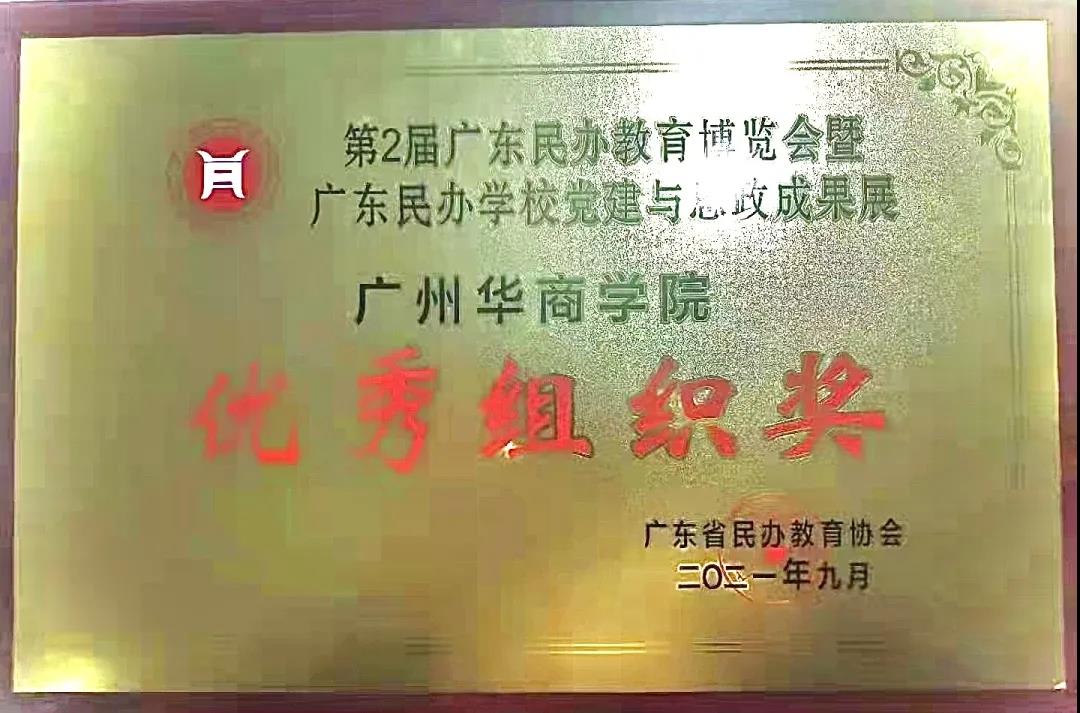 第2届广东民办教育博览会暨
广东民办学校党建与思政成果展
广州华商学院
优秀组织奖
广东省民办教育协会
二〇二一年九月